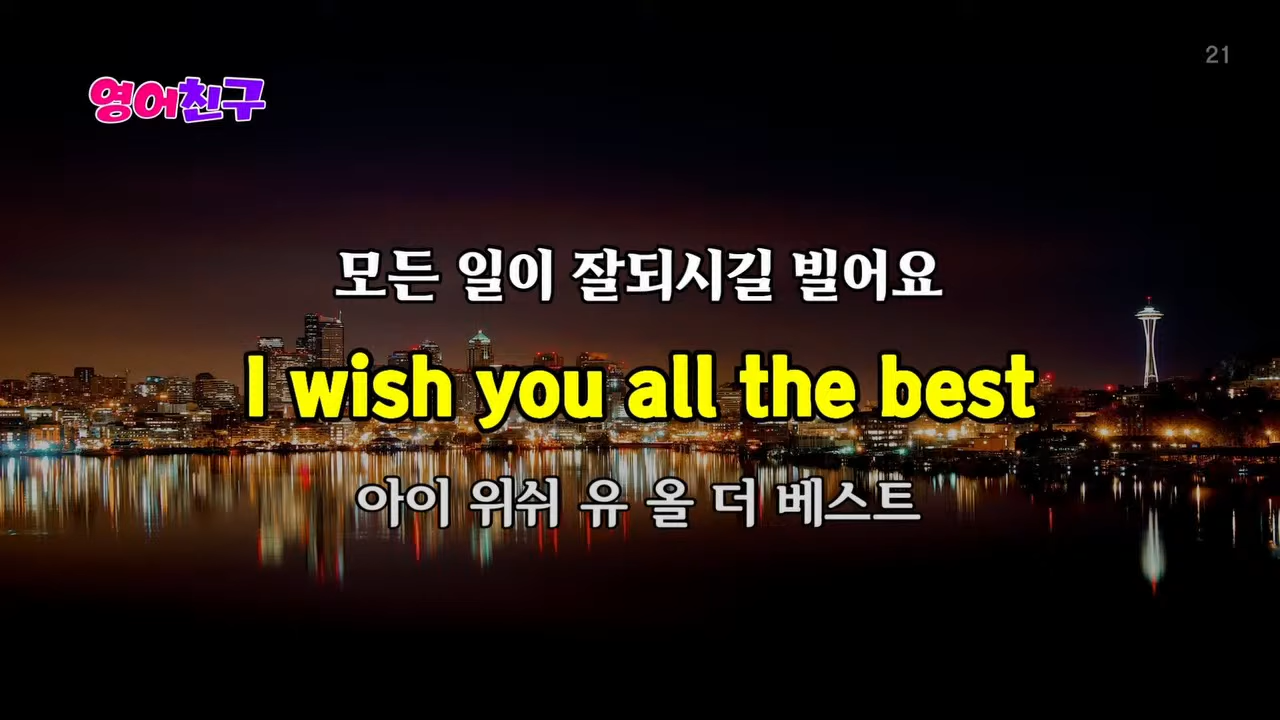 21
영어친구
모든 일이 잘되시길 빌어요
I wish you all the best
아이 위쉬 유 올 더 베스트